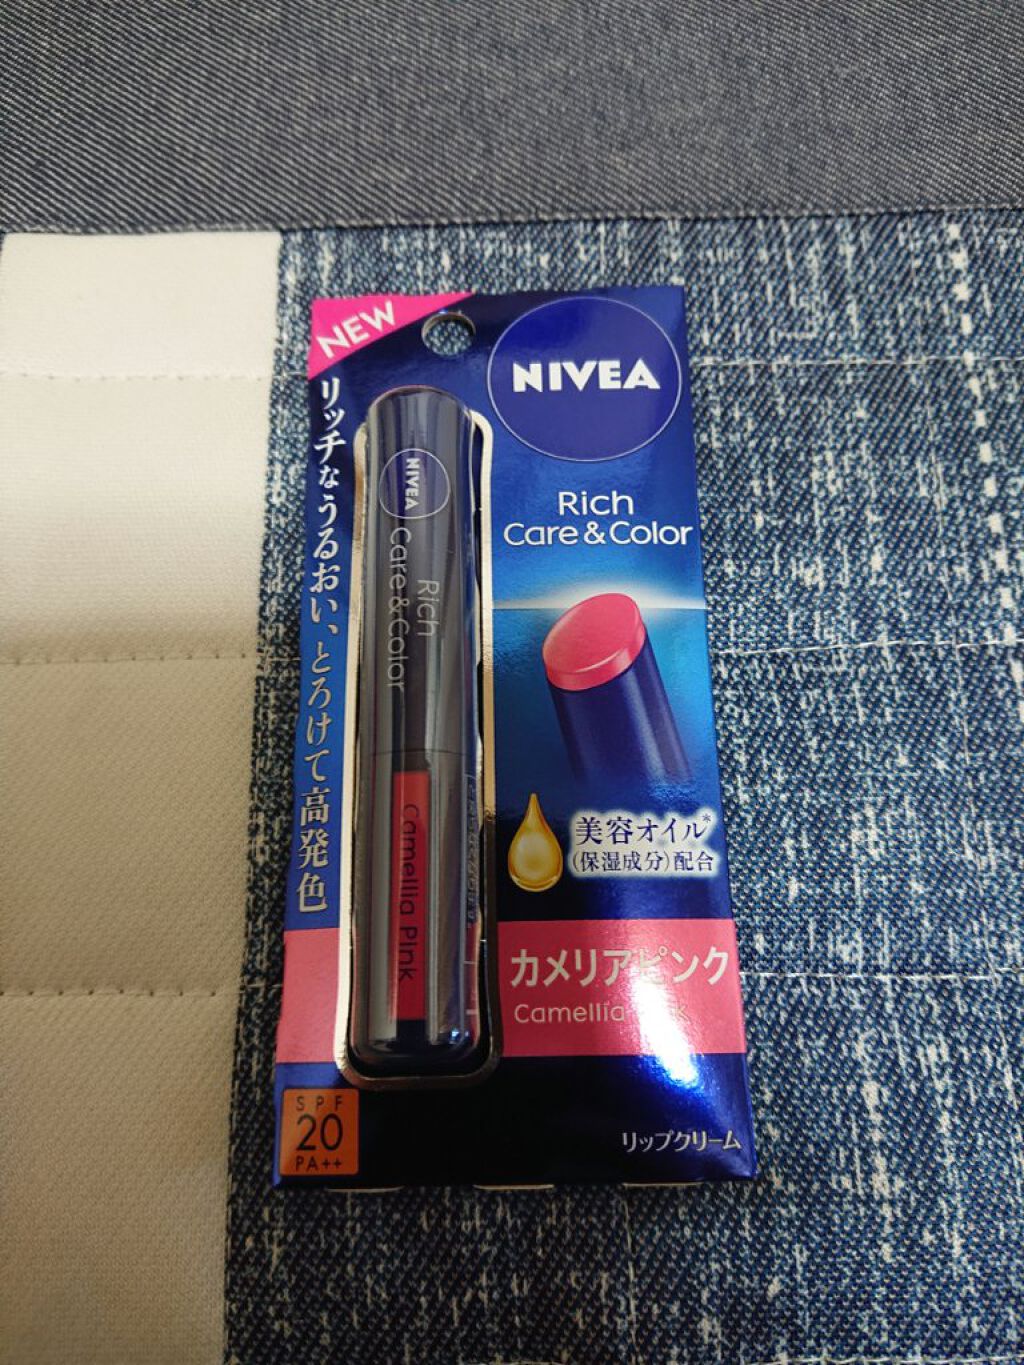 NEW
NIVEA
リッチなうるおい、とろけて高発色
Rich
Care & Color
NIVEA
Rich
Care & Color
Camellia Pink
美容オイル*
(保湿成分)配合
カメリアピンク
Camellia
SPF
20
PA++
リップクリーム